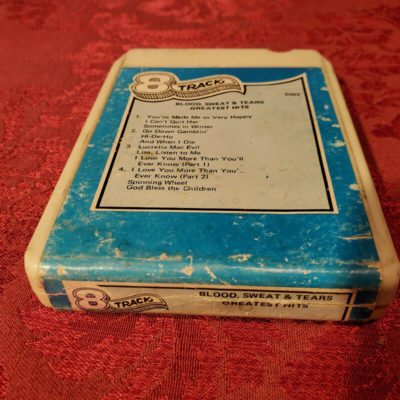 8 TRACK
2062
BLOOD, SWEAT & TEARS
GREATEST HITS
1. You've Made Me so Very Happy
I Can't Quit Her
Sometimes in Winter
2. Go Down Gamblin'
Hi-De-Ho
And When I Die
3. Lucretia Mac Evil
Lisa, Listen to Me
I Love You More Than You'll
Ever Know (Part 1)
4. I Love You More Than You'..
Ever Know (Part 2)
Spinning Wheel
God Bless the Children
8 TRACK
BLOOD, SWEAT & TEARS
GREATEST HITS